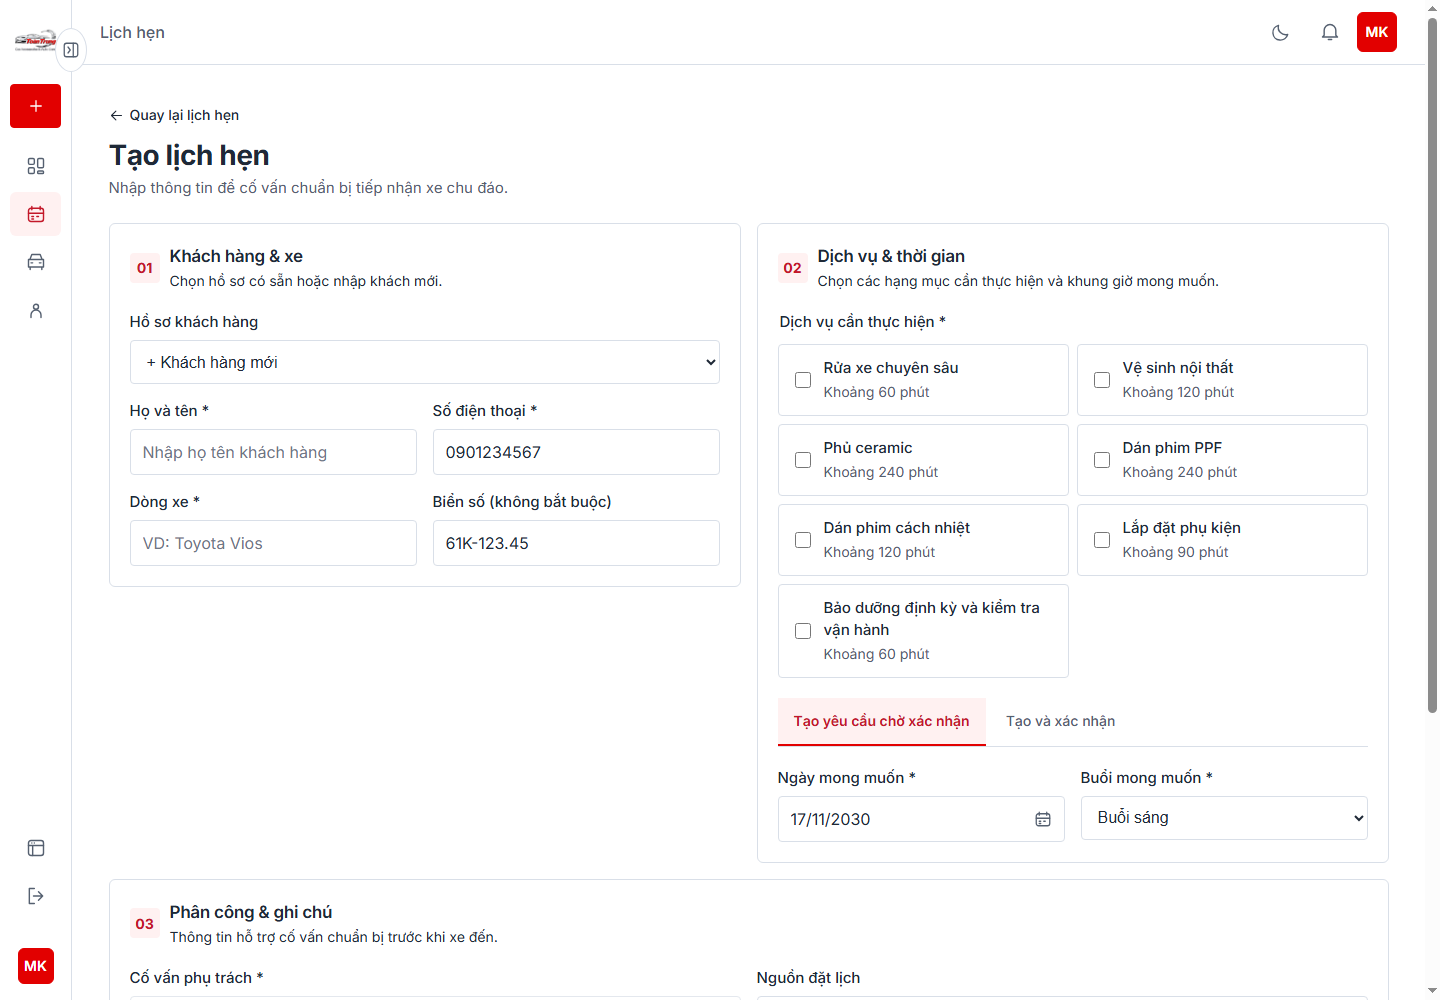 Lịch hẹn
MK
Quay lại lịch hẹn
Tạo lịch hẹn
Nhập thông tin để cố vấn chuẩn bị tiếp nhận xe chu đáo.
01
Khách hàng & xe
Chọn hồ sơ có sẵn hoặc nhập khách mới.
Hồ sơ khách hàng
+ Khách hàng mới
Họ và tên *
Số điện thoại *
Nhập họ tên khách hàng
0901234567
Dòng xe *
Biển số (không bắt buộc)
VD: Toyota Vios
61K-123.45
02
Dịch vụ & thời gian
Chọn các hạng mục cần thực hiện và khung giờ mong muốn.
Dịch vụ cần thực hiện *
Rửa xe chuyên sâu
Khoảng 60 phút
Vệ sinh nội thất
Khoảng 120 phút
Phủ ceramic
Khoảng 240 phút
Dán phim PPF
Khoảng 240 phút
Dán phim cách nhiệt
Khoảng 120 phút
Lắp đặt phụ kiện
Khoảng 90 phút
Bảo dưỡng định kỳ và kiểm tra
vận hành
Khoảng 60 phút
Tạo yêu cầu chờ xác nhận
Tạo và xác nhận
Ngày mong muốn *
Buổi mong muốn *
17/11/2030
Buổi sáng
03
Phân công & ghi chú
Thông tin hỗ trợ cố vấn chuẩn bị trước khi xe đến.
Cố vấn phụ trách *
Nguồn đặt lịch
MK